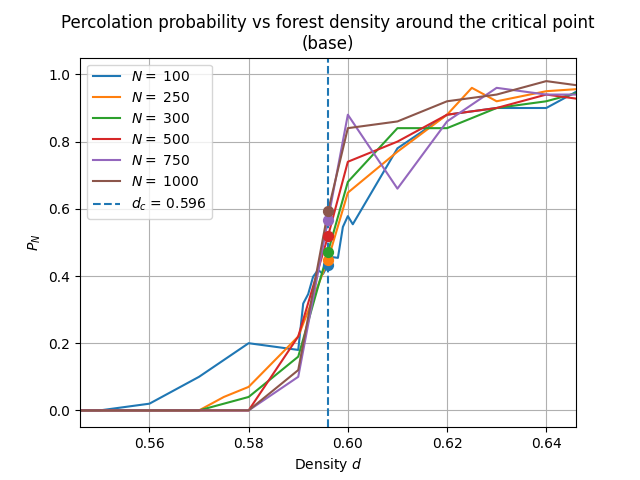 Percolation probability vs forest density around the critical point
(base)
1.0
0.8
0.6
0.4
0.2
0.0
P_N
N = 100
N = 250
N = 300
N = 500
N = 750
N = 1000
d_c = 0.596
0.56 0.58 0.60 0.62 0.64
Density d